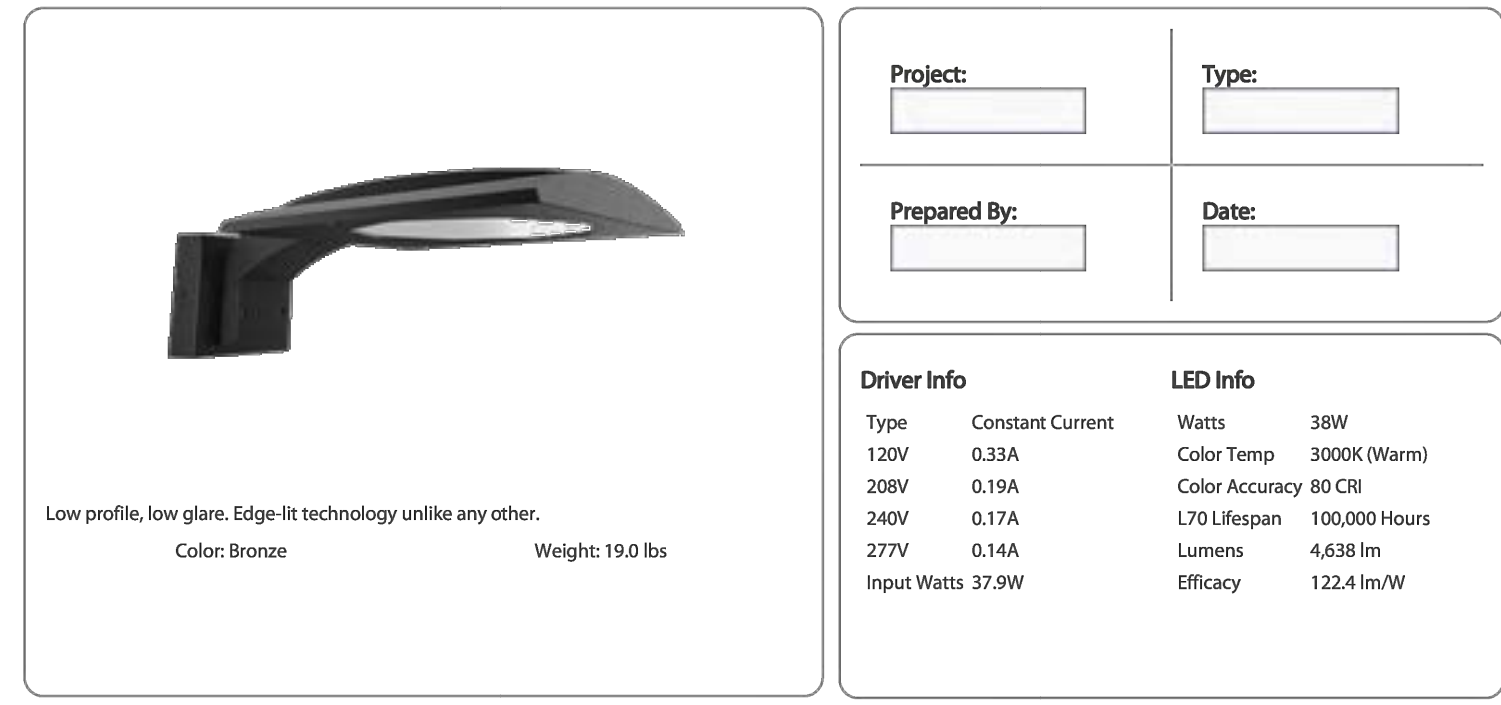 Project:
Type:
Prepared By:
Date:
Low profile, low glare. Edge-lit technology unlike any other.
Color: Bronze
Weight: 19.0 lbs
Driver Info
Type Constant Current
120V 0.33A
208V 0.19A
240V 0.17A
277V 0.14A
Input Watts 37.9W
LED Info
Watts 38W
Color Temp 3000K (Warm)
Color Accuracy 80 CRI
L70 Lifespan 100,000 Hours
Lumens 4,638 lm
Efficacy 122.4 lm/W